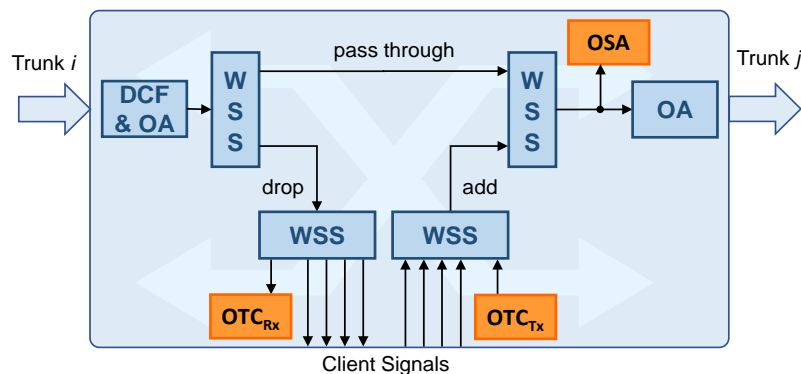 OSA
Trunk i
pass through
Trunk j
DCF
& OA
W
S
S
W
S
S
OA
drop
add
WSS
WSS
OTCRx
OTCTx
Client Signals